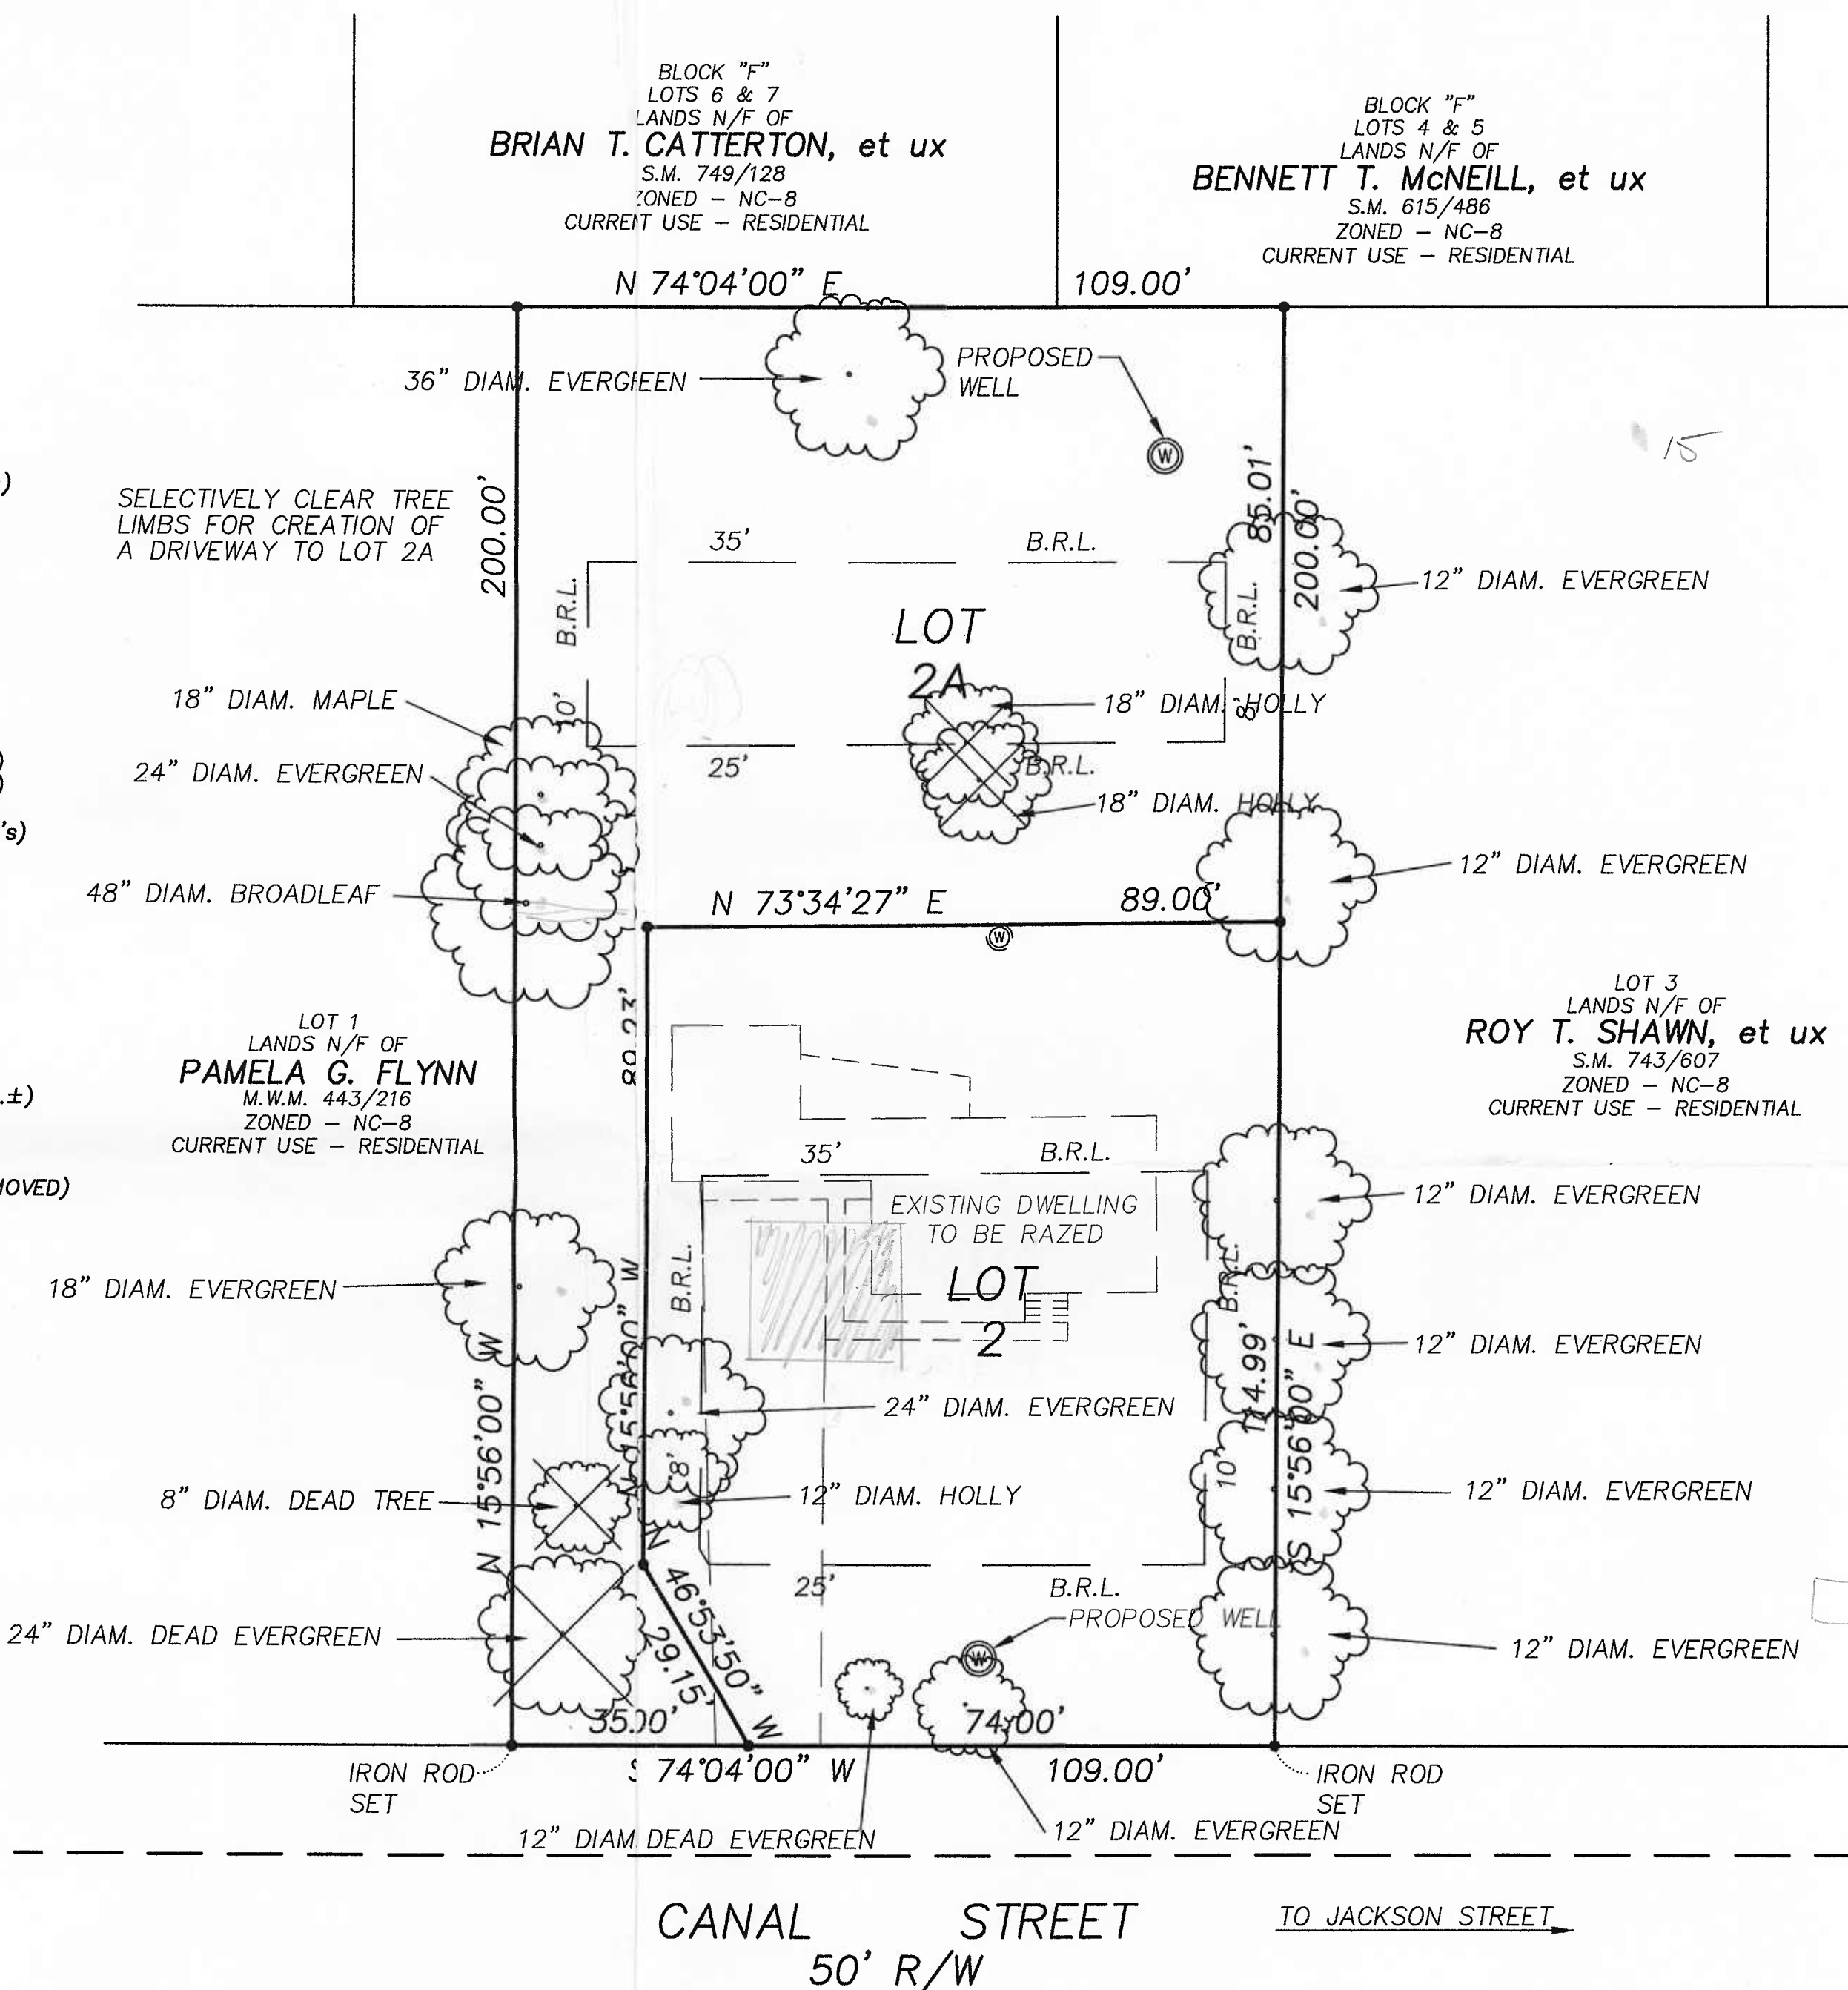 BLOCK "F"
LOTS 6 & 7
LANDS N/F OF
BRIAN T. CATTERTON, et ux
S.M. 749/128
ZONED - NC-8
CURRENT USE - RESIDENTIAL
BLOCK "F"
LOTS 4 & 5
LANDS N/F OF
BENNETT T. McNEILL, et ux
S.M. 615/486
ZONED - NC-8
CURRENT USE - RESIDENTIAL
N 74°04'00" E
109.00'
36" DIAM. EVERGREEN
PROPOSED
WELL
W
15
)
SELECTIVELY CLEAR TREE
LIMBS FOR CREATION OF
A DRIVEWAY TO LOT 2A
200.00'
85.01'
200.00'
35'
B.R.L.
B.R.L.
B.R.L.
12" DIAM. EVERGREEN
LOT
2A
18" DIAM. MAPLE
10'
18" DIAM. HOLLY
8'
24" DIAM. EVERGREEN
25'
B.R.L.
)
)
18" DIAM. HOLLY
's)
12" DIAM. EVERGREEN
48" DIAM. BROADLEAF
N 73°34'27" E
89.00'
W
LOT 1
LANDS N/F OF
PAMELA G. FLYNN
M.W.M. 443/216
ZONED - NC-8
CURRENT USE - RESIDENTIAL
LOT 3
LANDS N/F OF
ROY T. SHAWN, et ux
S.M. 743/607
ZONED - NC-8
CURRENT USE - RESIDENTIAL
.±)
35'
B.R.L.
MOVED)
EXISTING DWELLING
TO BE RAZED
12" DIAM. EVERGREEN
LOT
2
B.R.L.
B.R.L.
18" DIAM. EVERGREEN
12" DIAM. EVERGREEN
114.99'
S 15°56'00" E
N 15°56'00" W
N 15°56'00" W
24" DIAM. EVERGREEN
8'
10'
8" DIAM. DEAD TREE
12" DIAM. HOLLY
12" DIAM. EVERGREEN
N 46°53'50" W
29.15'
25'
B.R.L.
PROPOSED WELL
W
24" DIAM. DEAD EVERGREEN
12" DIAM. EVERGREEN
35.00'
74.00'
IRON ROD
SET
S 74°04'00" W
109.00'
IRON ROD
SET
12" DIAM. DEAD EVERGREEN
12" DIAM. EVERGREEN
CANAL STREET
50' R/W
TO JACKSON STREET